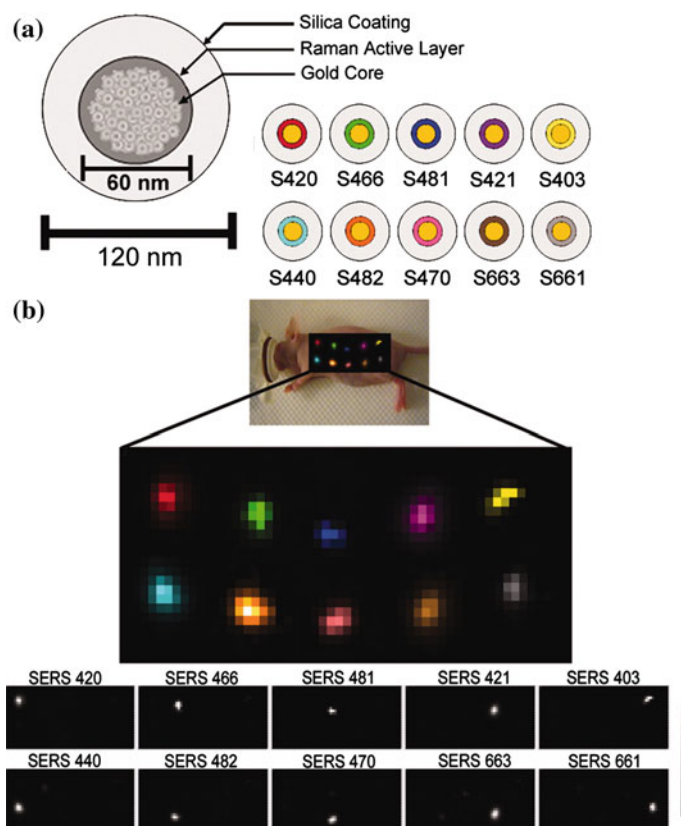 (a)
Silica Coating
Raman Active Layer
Gold Core
60 nm
120 nm
S420 S466 S481 S421 S403
S440 S482 S470 S663 S661
(b)
SERS 420 SERS 466 SERS 481 SERS 421 SERS 403
SERS 440 SERS 482 SERS 470 SERS 663 SERS 661